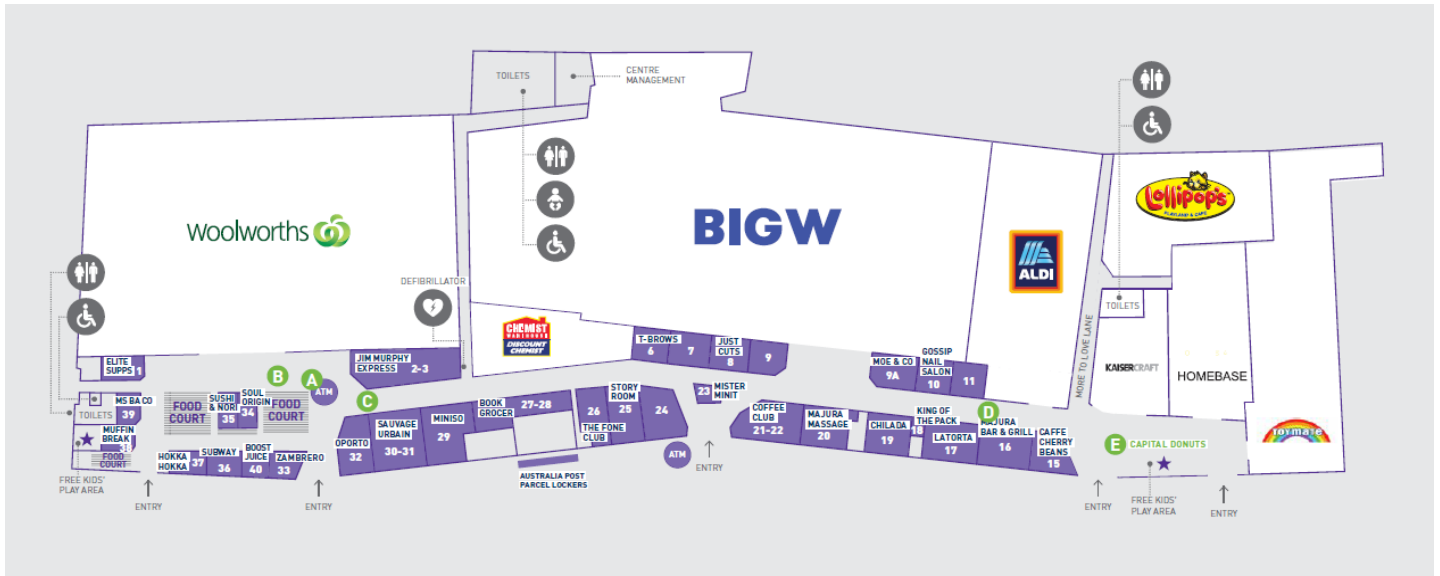 TOILETS
CENTRE
MANAGEMENT
Woolworths
BIGW
ALDI
Lollipop's
PLAYLAND & CAFE
TOILETS
KAISERCRAFT
HOMEBASE
toymate
MORE TO LOVE LANE
DEFIBRILLATOR
CHEMIST
WAREHOUSE
DISCOUNT
CHEMIST
ELITE
SUPPS 1
JIM MURPHY
EXPRESS 2-3
T-BROWS
6
7
JUST
CUTS
8
9
MOE & CO
9A
GOSSIP
NAIL
SALON
10
11
B
A
ATM
C
D
E CAPITAL DONUTS
TOILETS
MS BA CO
39
MUFFIN
BREAK
38
FOOD
COURT
FREE KIDS'
PLAY AREA
FOOD
COURT
SUSHI
& NORI
35
SOUL
ORIGIN
34
FOOD
COURT
HOKKA
HOKKA
37
SUBWAY
36
BOOST
JUICE
40
ZAMBRERO
33
OPORTO
32
SAUVAGE
URBAIN
30-31
MINISO
29
BOOK
GROCER
27-28
26
THE FONE
CLUB
STORY
ROOM
25
24
23
MISTER
MINIT
ATM
AUSTRALIA POST
PARCEL LOCKERS
COFFEE
CLUB
21-22
MAJURA
MASSAGE
20
CHILADA
19
KING OF
THE PACK
18
LATORTA
17
MAJURA
BAR & GRILL
16
CAFFE
CHERRY
BEANS
15
FREE KIDS'
PLAY AREA
ENTRY
ENTRY
ENTRY
ENTRY
ENTRY